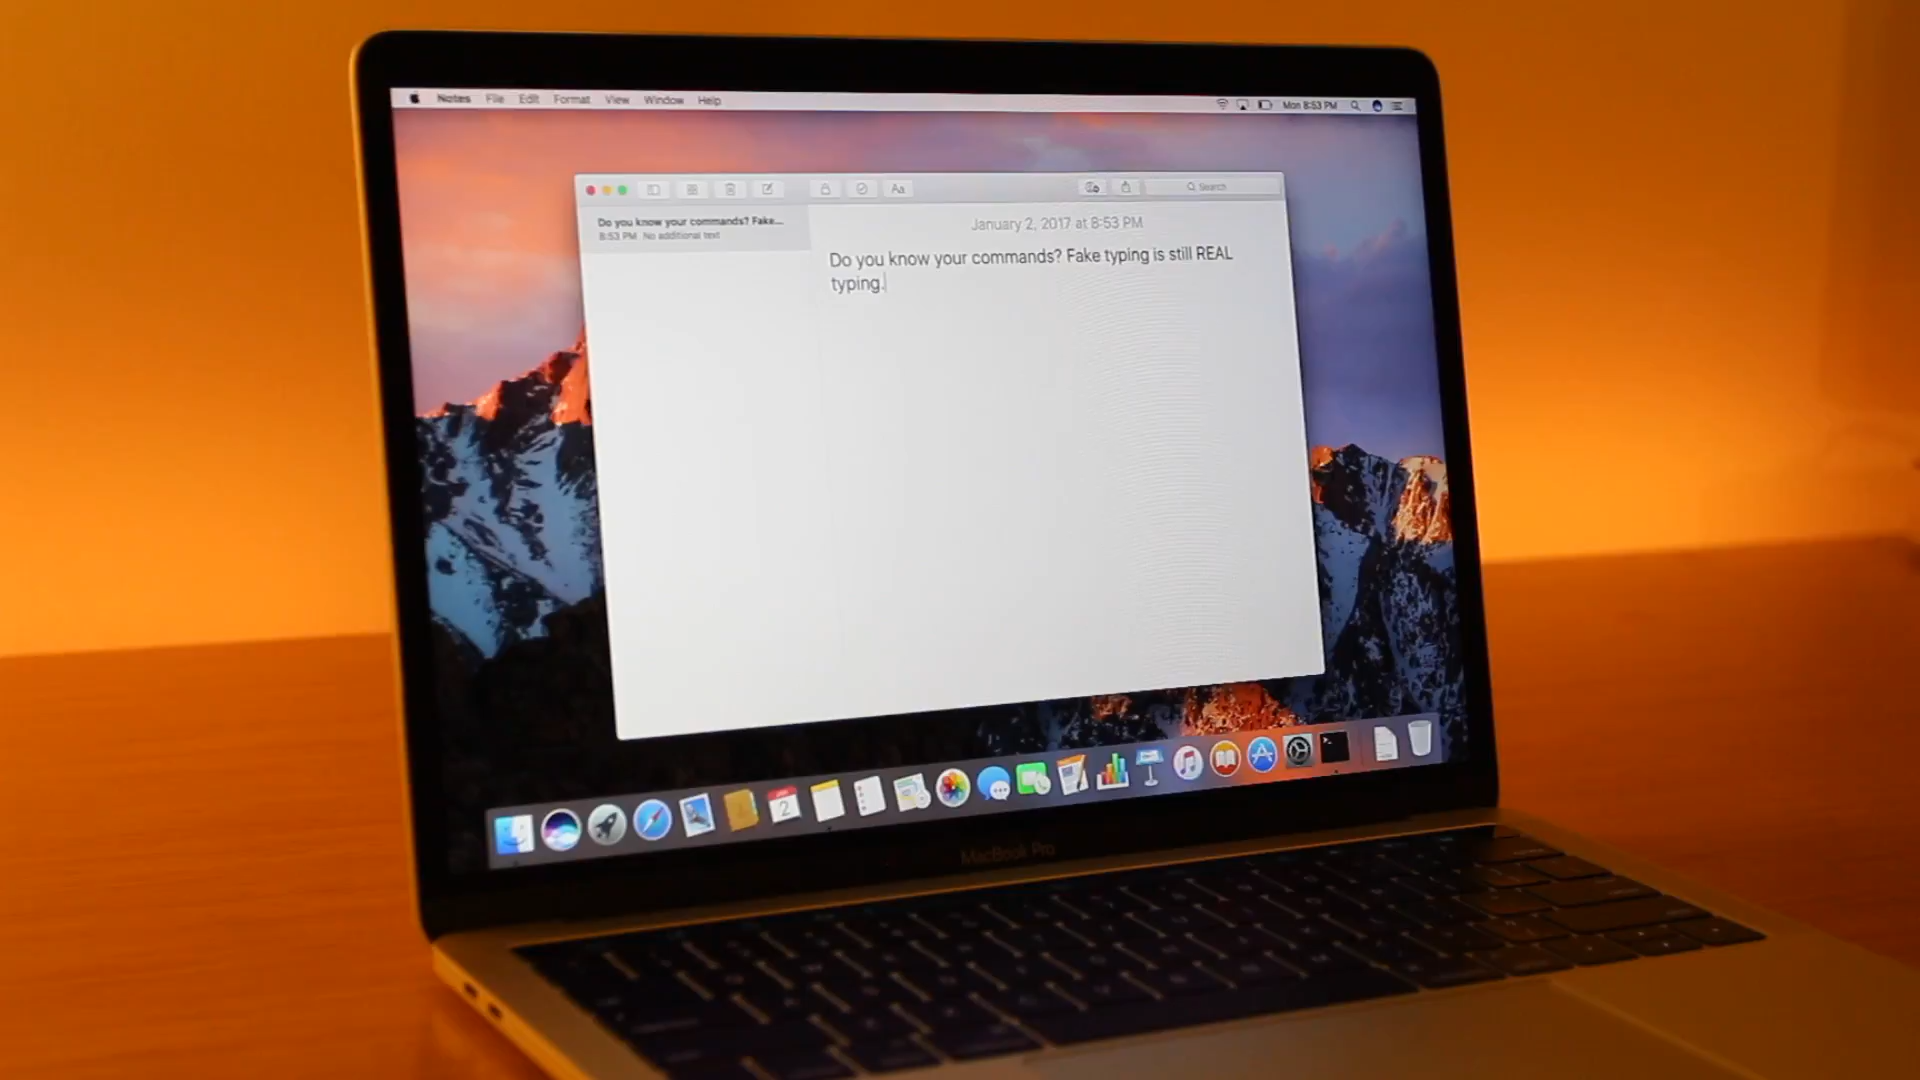 Notes File Edit Format View Window Help
Mon 8:53 PM
Aa
Search
Do you know your commands? Fake...
8:53 PM No additional text
January 2, 2017 at 8:53 PM
Do you know your commands? Fake typing is still REAL
typing.
2
MacBook Pro